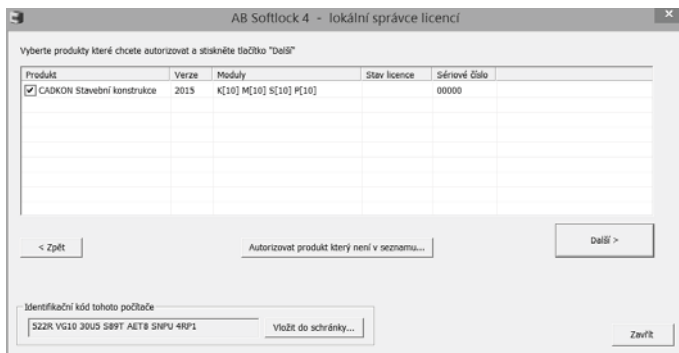 AB Softlock 4 - lokální správce licencí
Vyberte produkty které chcete autorizovat a stiskněte tlačítko "Další"
Produkt Verze Moduly Stav licence Sériové číslo
CADKON Stavební konstrukce 2015 K[10] M[10] S[10] P[10] 00000
< Zpět Autorizovat produkt který není v seznamu... Další >
Identifikační kód tohoto počítače
522R VG10 30U5 S89T AET8 SNPU 4RP1 Vložit do schránky...
Zavřít